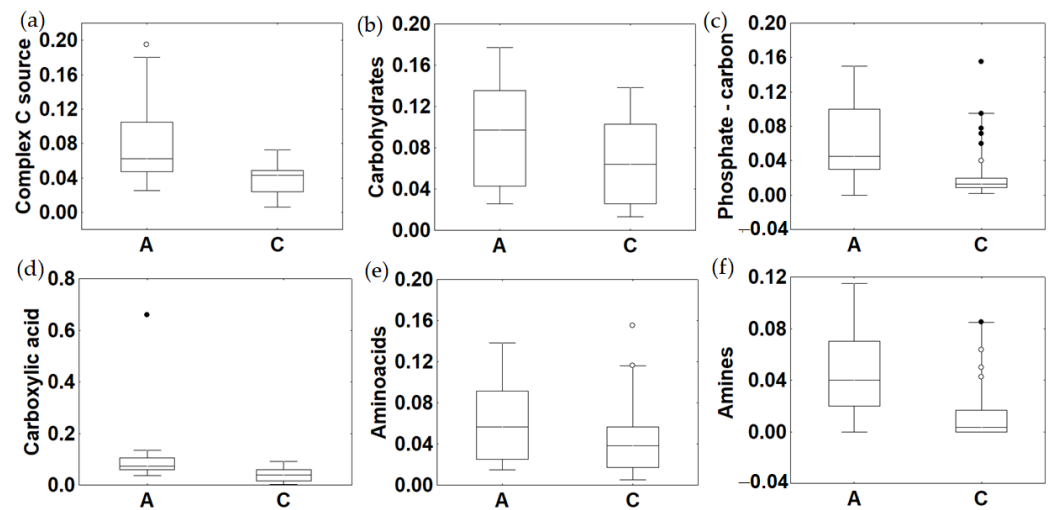 (a)
Complex C source
0.20
0.16
0.12
0.08
0.04
0.00
A C
(b)
Carbohydrates
0.20
0.16
0.12
0.08
0.04
0.00
A C
(c)
Phosphate - carbon
0.20
0.16
0.12
0.08
0.04
0.00
−0.04
A C
(d)
Carboxylic acid
0.8
0.6
0.4
0.2
0.0
A C
(e)
Aminoacids
0.20
0.16
0.12
0.08
0.04
0.00
A C
(f)
Amines
0.12
0.08
0.04
0.00
−0.04
A C